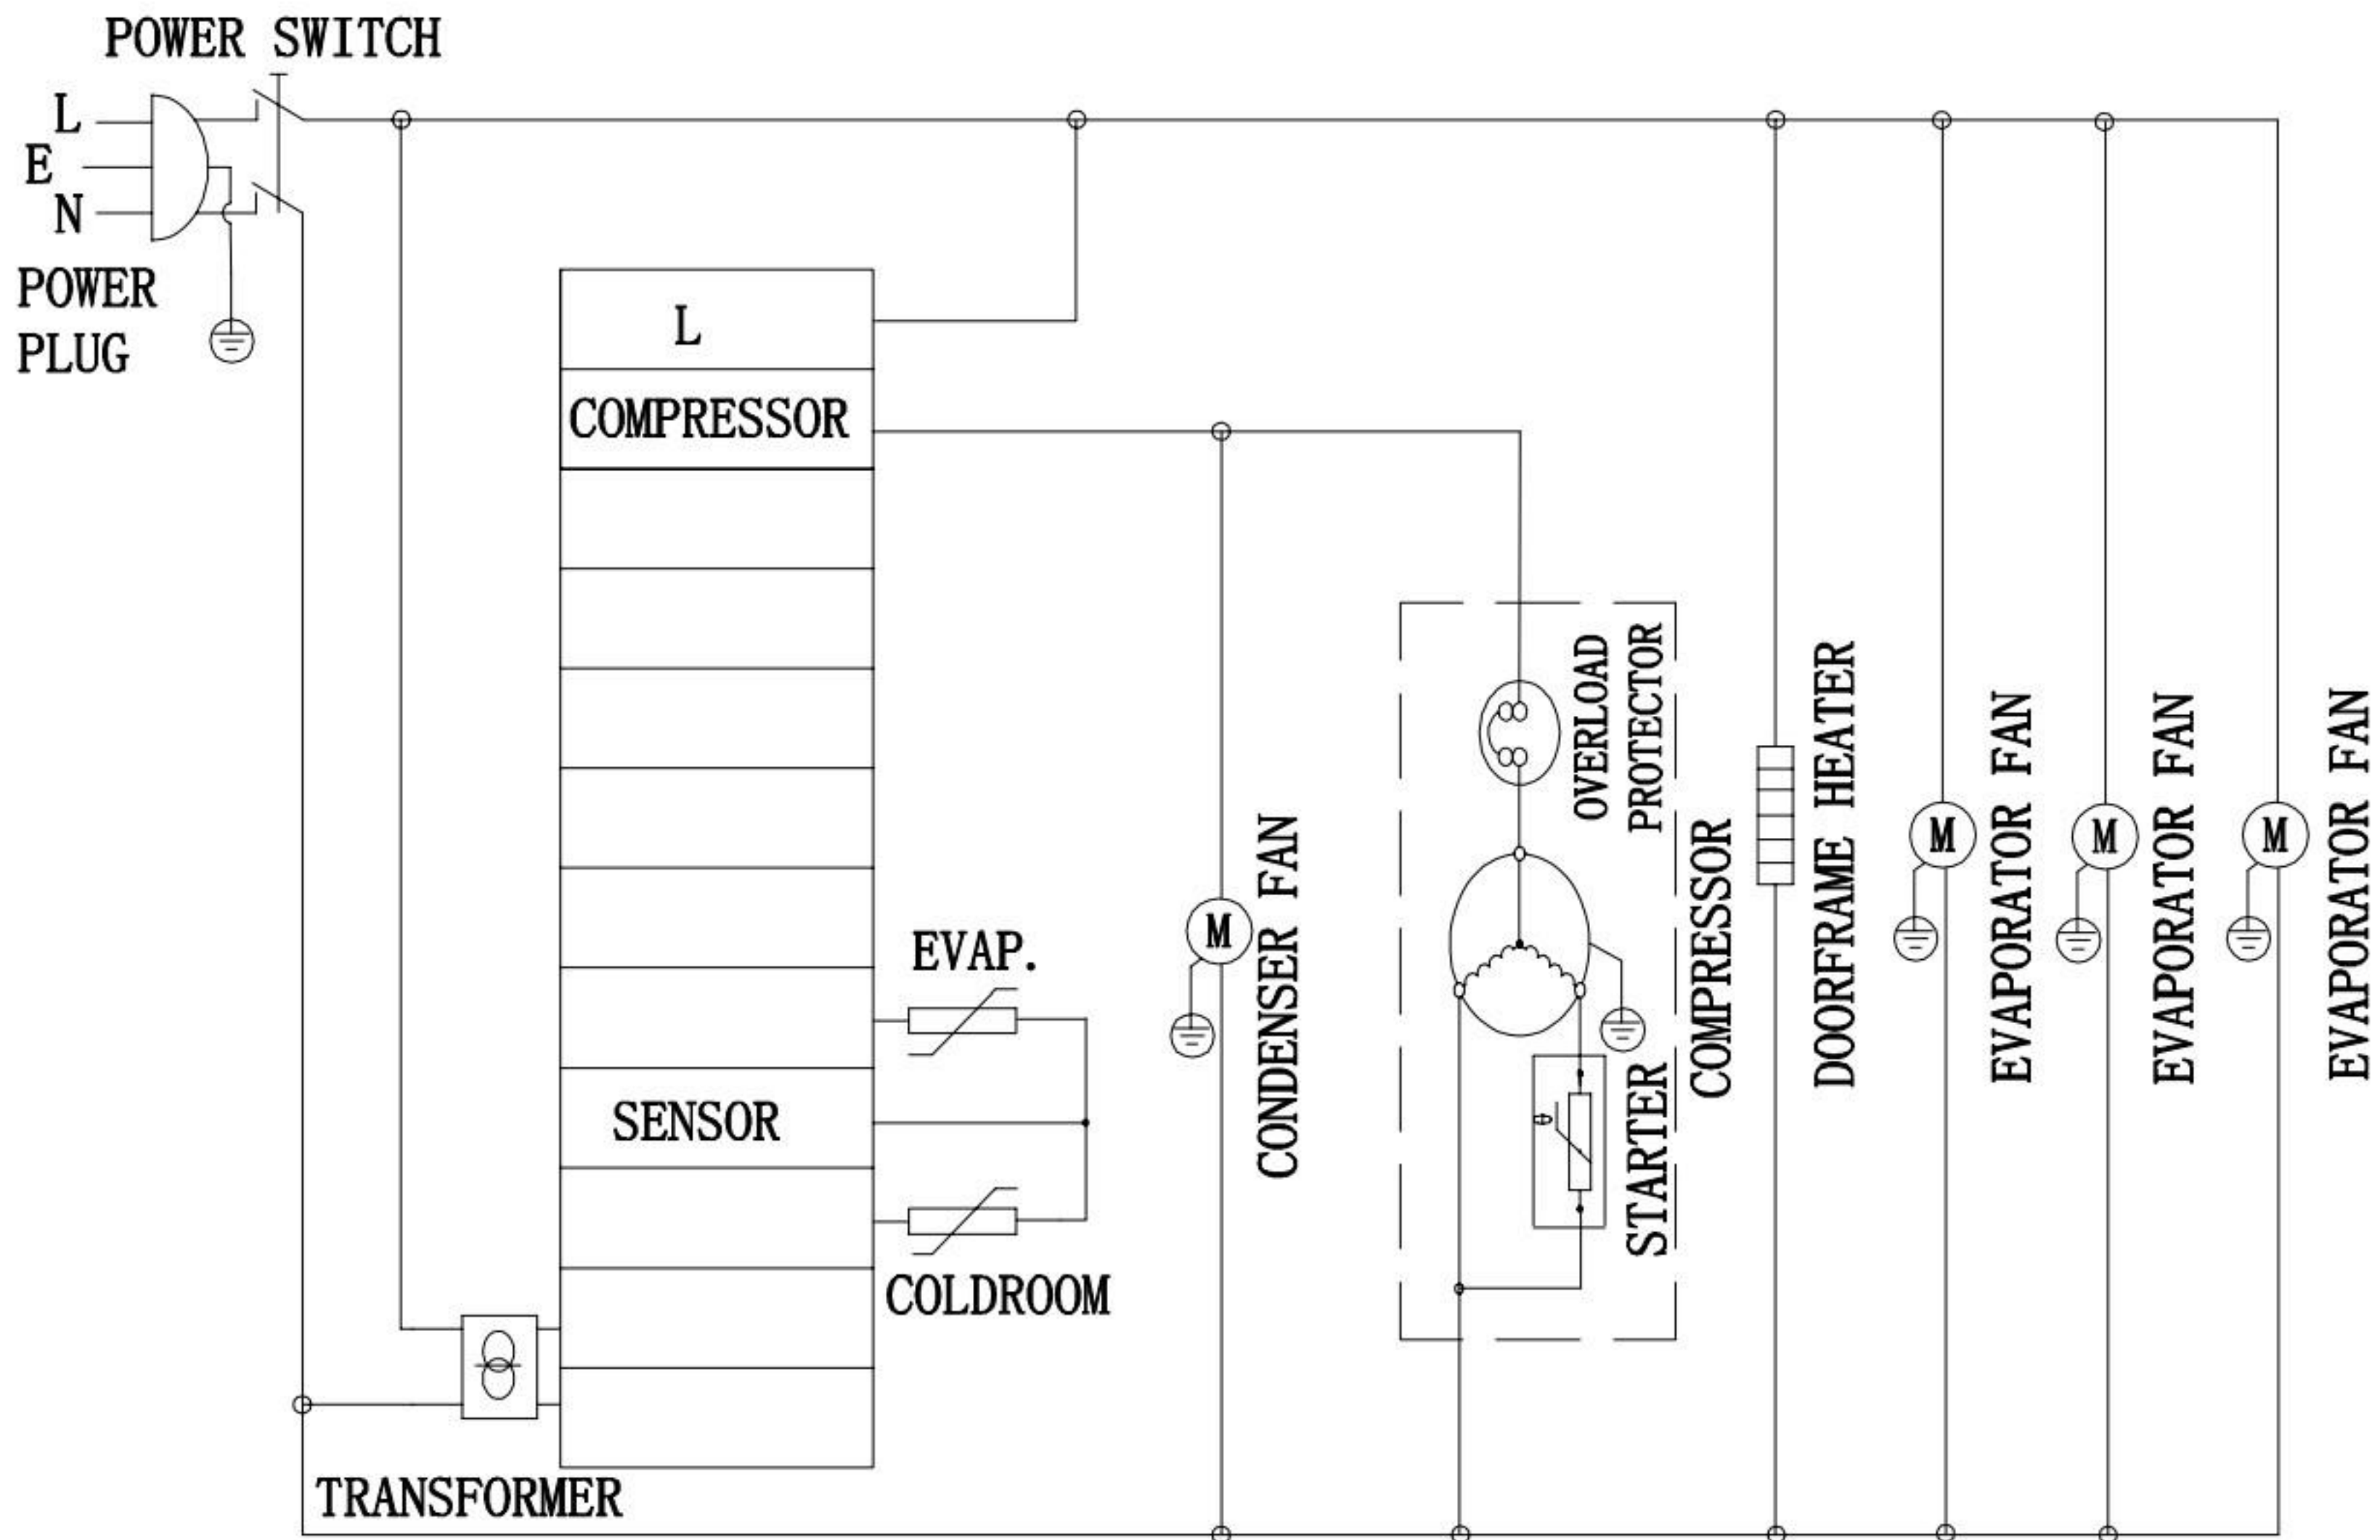 POWER SWITCH
L
E
N
POWER
PLUG
L
COMPRESSOR
SENSOR
EVAP.
COLDROOM
TRANSFORMER
M
CONDENSER FAN
OVERLOAD
PROTECTOR
θ
STARTER
COMPRESSOR
DOORFRAME HEATER
M
EVAPORATOR FAN
M
EVAPORATOR FAN
M
EVAPORATOR FAN